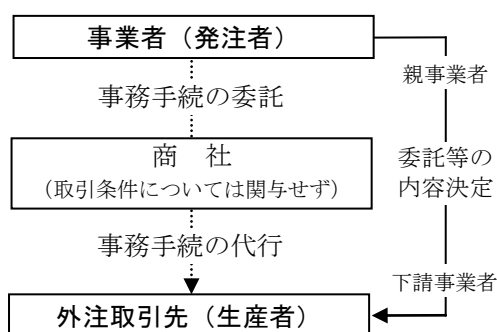 事業者（発注者）
親事業者
事務手続の委託
商　社
（取引条件については関与せず）
委託等の
内容決定
事務手続の代行
下請事業者
外注取引先（生産者）